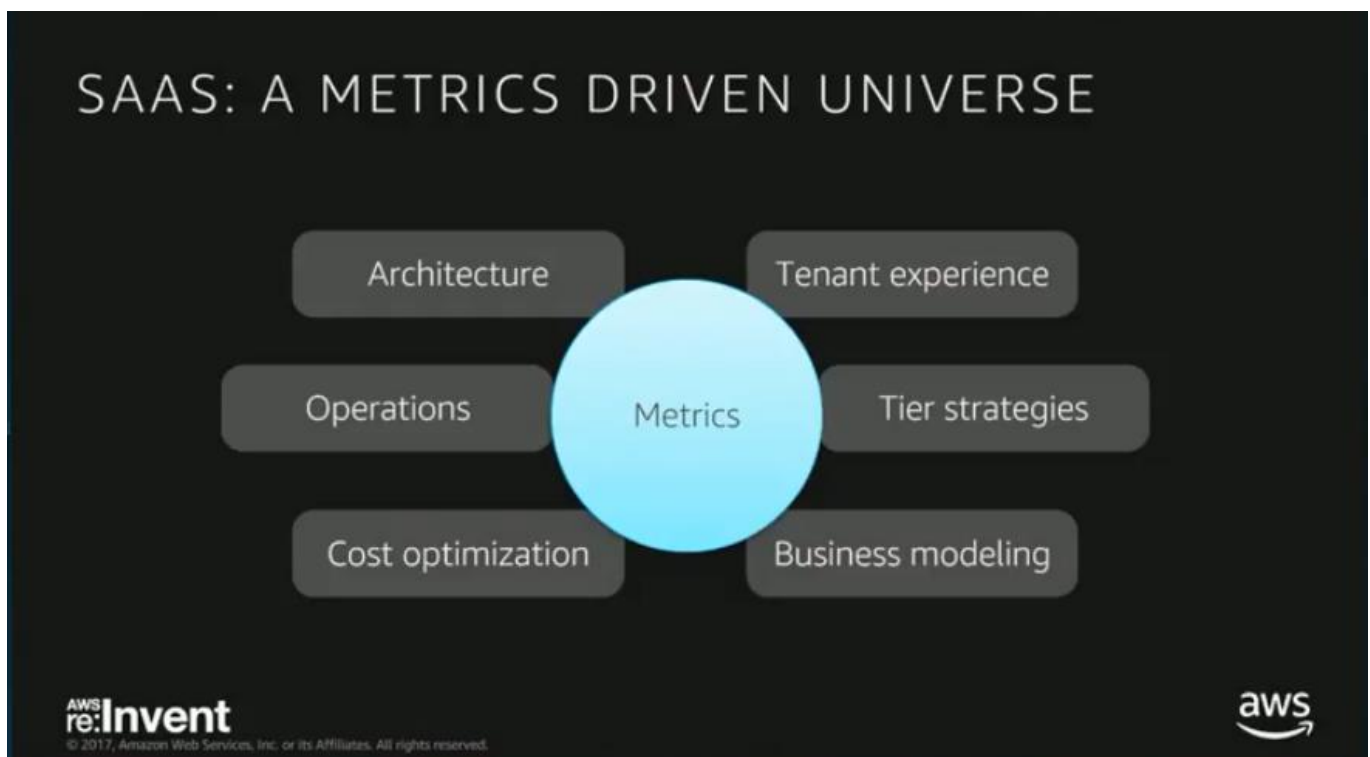 SAAS: A METRICS DRIVEN UNIVERSE
Architecture
Tenant experience
Operations
Metrics
Tier strategies
Cost optimization
Business modeling
AWS
re:Invent
© 2017, Amazon Web Services, Inc. or its Affiliates. All rights reserved.
aws